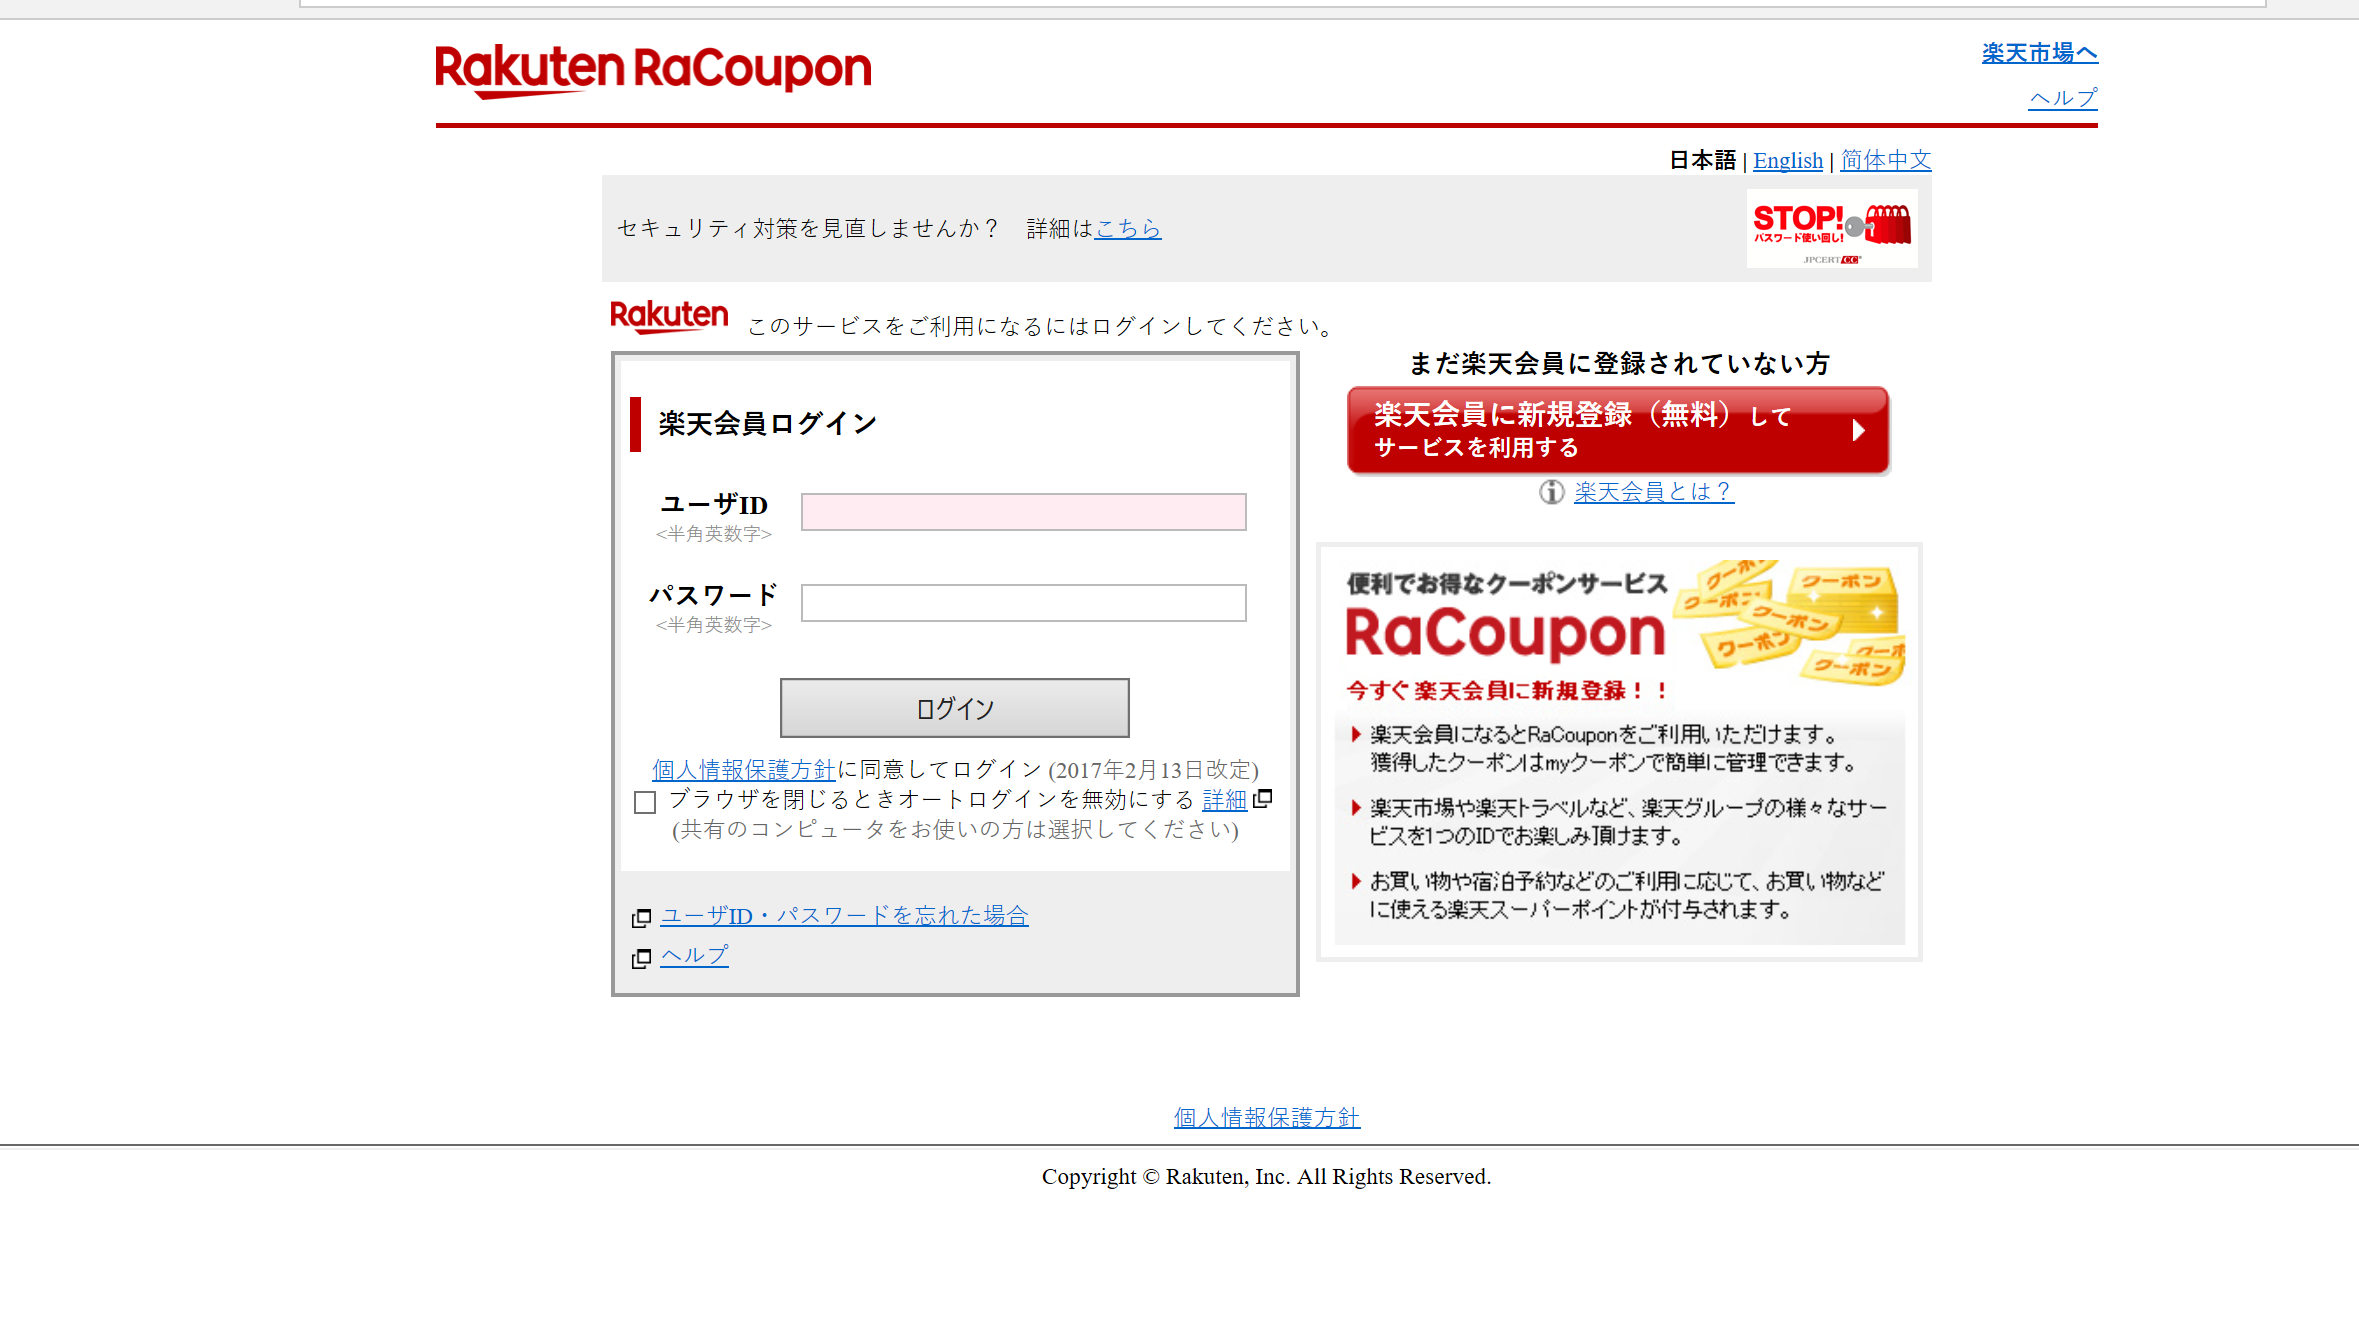 Rakuten RaCoupon
楽天市場へ
ヘルプ
日本語 | English | 简体中文
セキュリティ対策を見直しませんか？　詳細はこちら
STOP!
パスワード使い回し!
JPCERT CC®
Rakuten このサービスをご利用になるにはログインしてください。
楽天会員ログイン
ユーザID
<半角英数字>
パスワード
<半角英数字>
ログイン
個人情報保護方針に同意してログイン (2017年2月13日改定)
ブラウザを閉じるときオートログインを無効にする 詳細
(共有のコンピュータをお使いの方は選択してください)
ユーザID・パスワードを忘れた場合
ヘルプ
まだ楽天会員に登録されていない方
楽天会員に新規登録（無料）して
サービスを利用する
楽天会員とは？
便利でお得なクーポンサービス
RaCoupon
クーポン
クーポン
クーポン
クーポン
クーポン
クーポン
クーポン
今すぐ楽天会員に新規登録！！
楽天会員になるとRaCouponをご利用いただけます。
獲得したクーポンはmyクーポンで簡単に管理できます。
楽天市場や楽天トラベルなど、楽天グループの様々なサー
ビスを1つのIDでお楽しみ頂けます。
お買い物や宿泊予約などのご利用に応じて、お買い物など
に使える楽天スーパーポイントが付与されます。
個人情報保護方針
Copyright © Rakuten, Inc. All Rights Reserved.